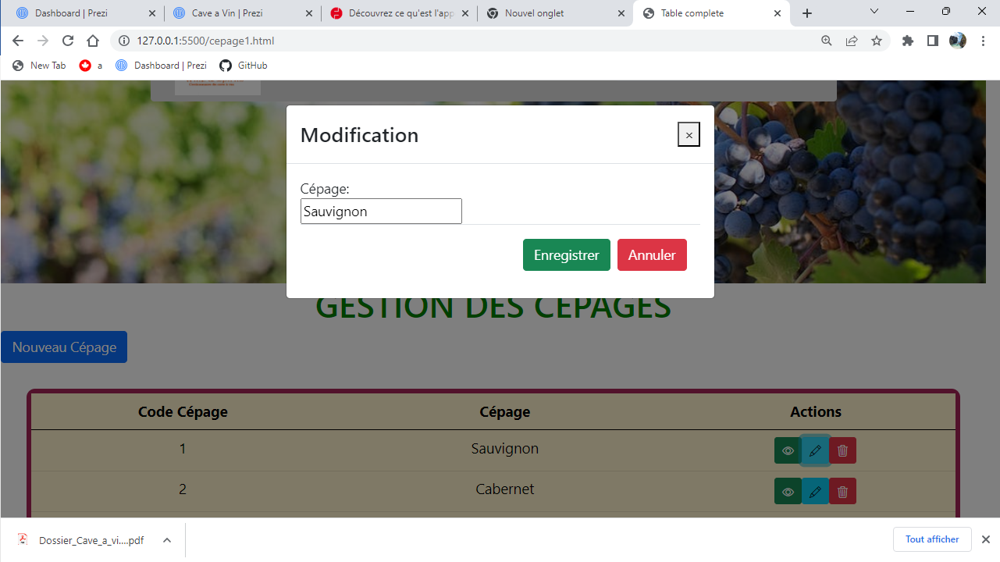 Dashboard | Prezi
Cave a Vin | Prezi
Découvrez ce qu'est l'app
Nouvel onglet
Table complete
127.0.0.1:5500/cepage1.html
New Tab
a
Dashboard | Prezi
GitHub
Modification
×
Cépage:
Sauvignon
Enregistrer
Annuler
GESTION DES CEPAGES
Nouveau Cépage
Code Cépage Cépage Actions
1 Sauvignon
2 Cabernet
Dossier_Cave_a_vi....pdf
Tout afficher